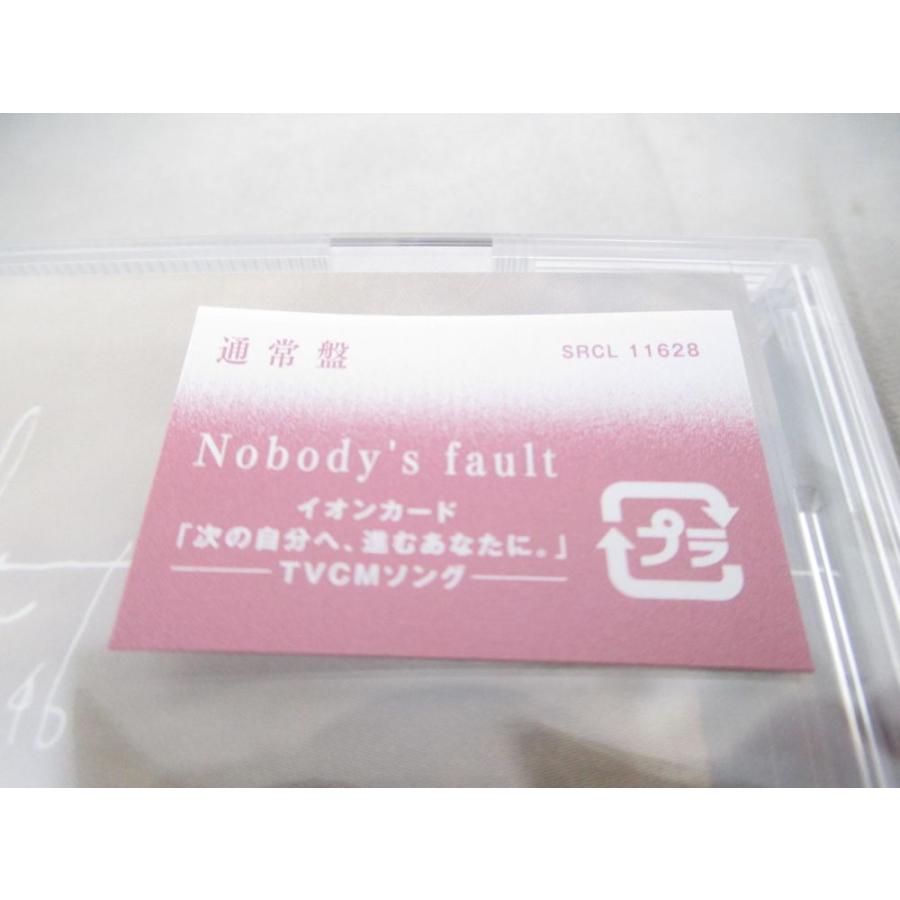 通常盤
SRCL 11628
Nobody's fault
イオンカード
「次の自分へ、進むあなたに。」
TVCMソング
プラ
46